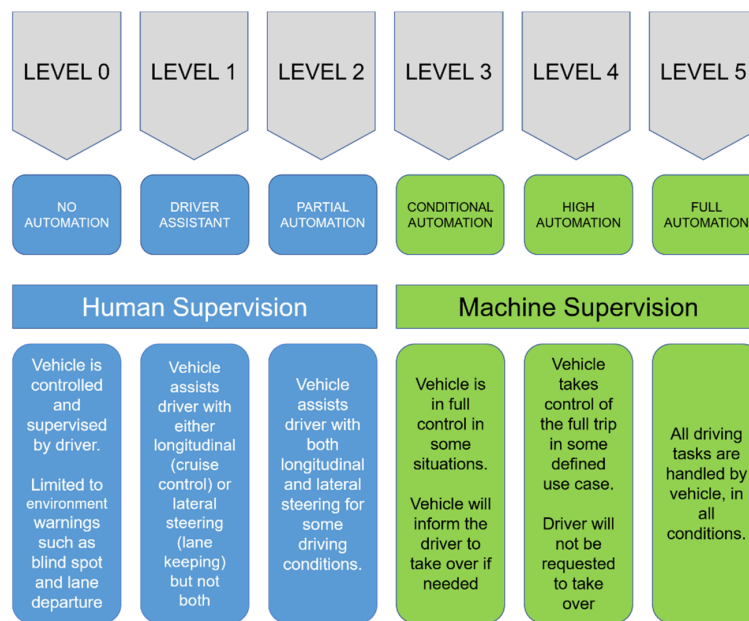 LEVEL 0
LEVEL 1
LEVEL 2
LEVEL 3
LEVEL 4
LEVEL 5
NO
AUTOMATION
DRIVER
ASSISTANT
PARTIAL
AUTOMATION
CONDITIONAL
AUTOMATION
HIGH
AUTOMATION
FULL
AUTOMATION
Human Supervision
Machine Supervision
Vehicle is
controlled
and
supervised
by driver.
Limited to
environment
warnings
such as
blind spot
and lane
departure
Vehicle
assists
driver with
either
longitudinal
(cruise
control) or
lateral
steering
(lane
keeping)
but not
both
Vehicle
assists
driver with
both
longitudinal
and lateral
steering for
some
driving
conditions.
Vehicle is
in full
control in
some
situations.
Vehicle will
inform the
driver to
take over if
needed
Vehicle
takes
control of
the full trip
in some
defined
use case.
Driver will
not be
requested
to take
over
All driving
tasks are
handled by
vehicle, in
all
conditions.